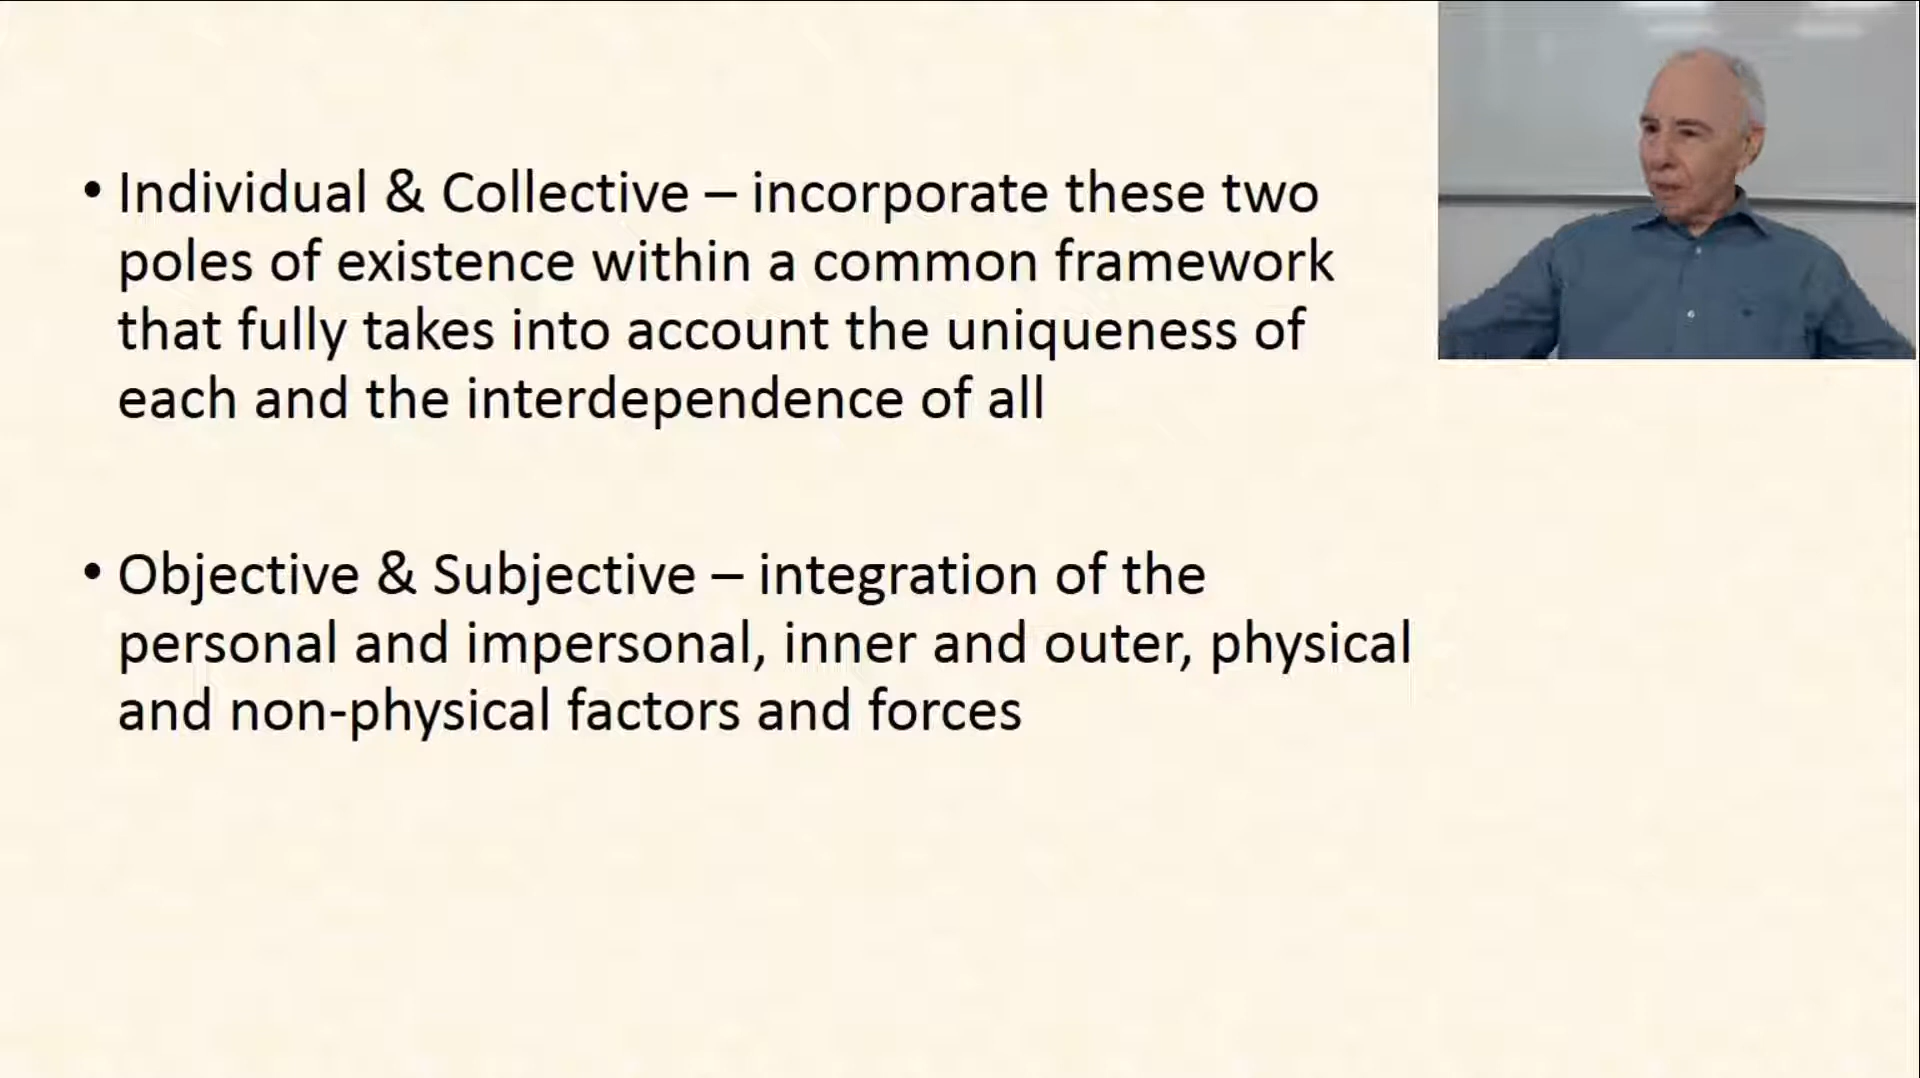 • Individual & Collective – incorporate these two
poles of existence within a common framework
that fully takes into account the uniqueness of
each and the interdependence of all
• Objective & Subjective – integration of the
personal and impersonal, inner and outer, physical
and non-physical factors and forces